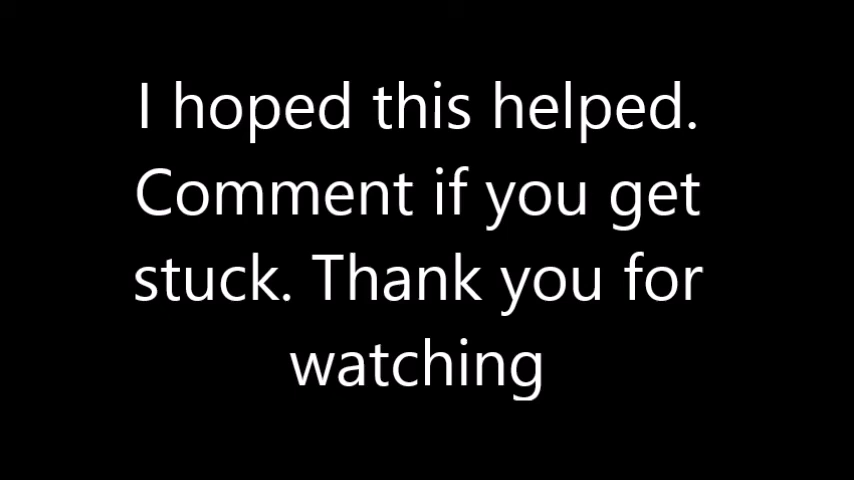 I hoped this helped.
Comment if you get
stuck. Thank you for
watching